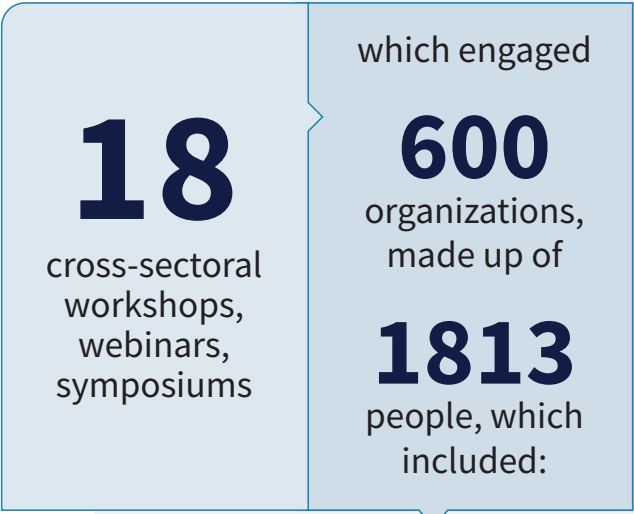 18
cross-sectoral
workshops,
webinars,
symposiums
which engaged
600
organizations,
made up of
1813
people, which
included: